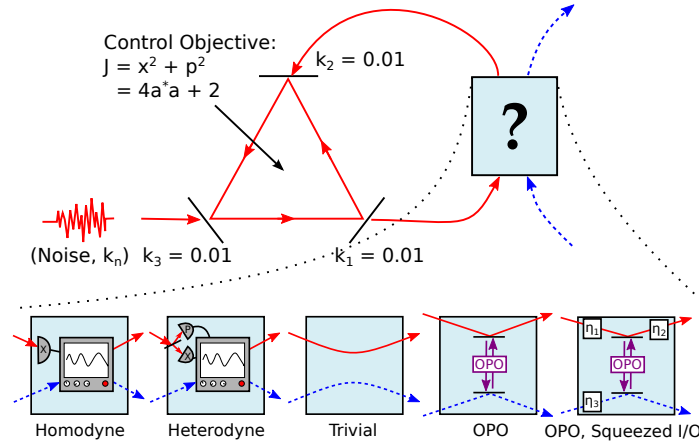 Control Objective:
J = x² + p²
= 4a*a + 2
k₂ = 0.01
?
(Noise, kₙ)
k₃ = 0.01
k₁ = 0.01
X
P
X
OPO
η₁
η₂
OPO
η₃
Homodyne
Heterodyne
Trivial
OPO
OPO, Squeezed I/O